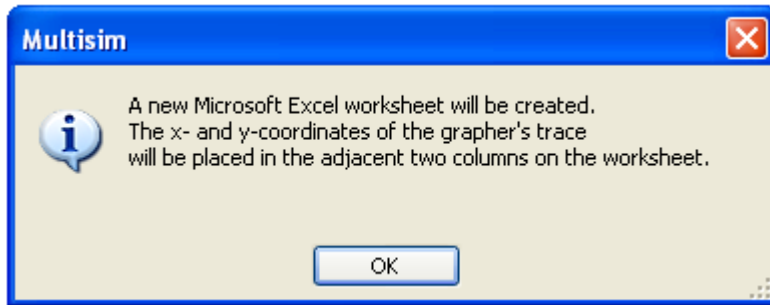 Multisim
A new Microsoft Excel worksheet will be created.
The x- and y-coordinates of the grapher's trace
will be placed in the adjacent two columns on the worksheet.
OK